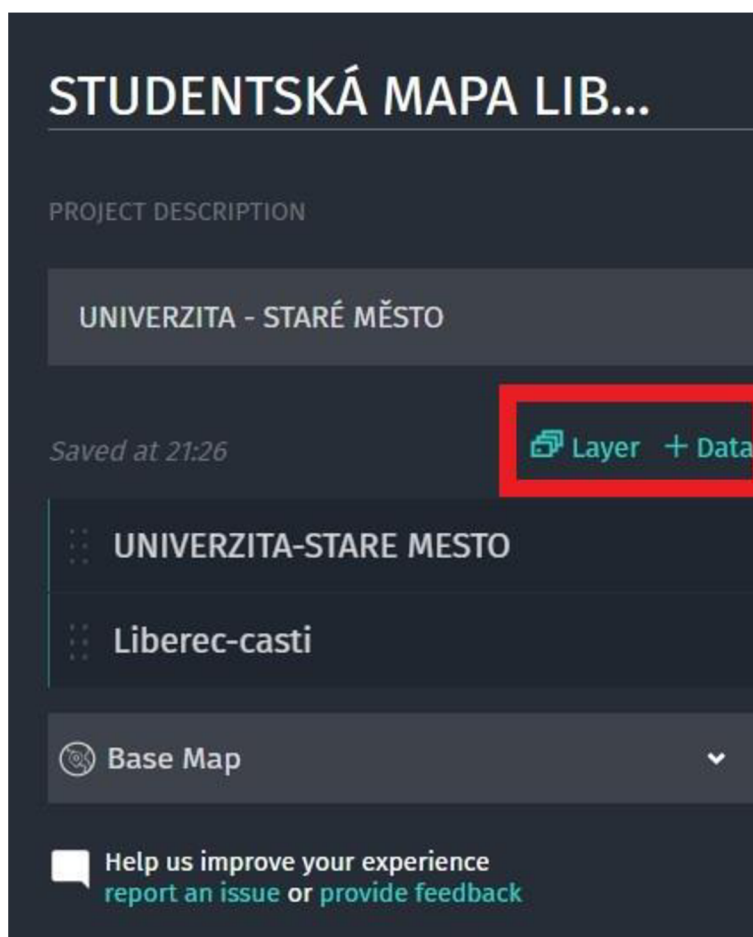 STUDENTSKÁ MAPA LIB...
PROJECT DESCRIPTION
UNIVERZITA - STARÉ MĚSTO
Saved at 21:26
Layer + Data
UNIVERZITA-STARE MESTO
Liberec-casti
Base Map
Help us improve your experience
report an issue or provide feedback